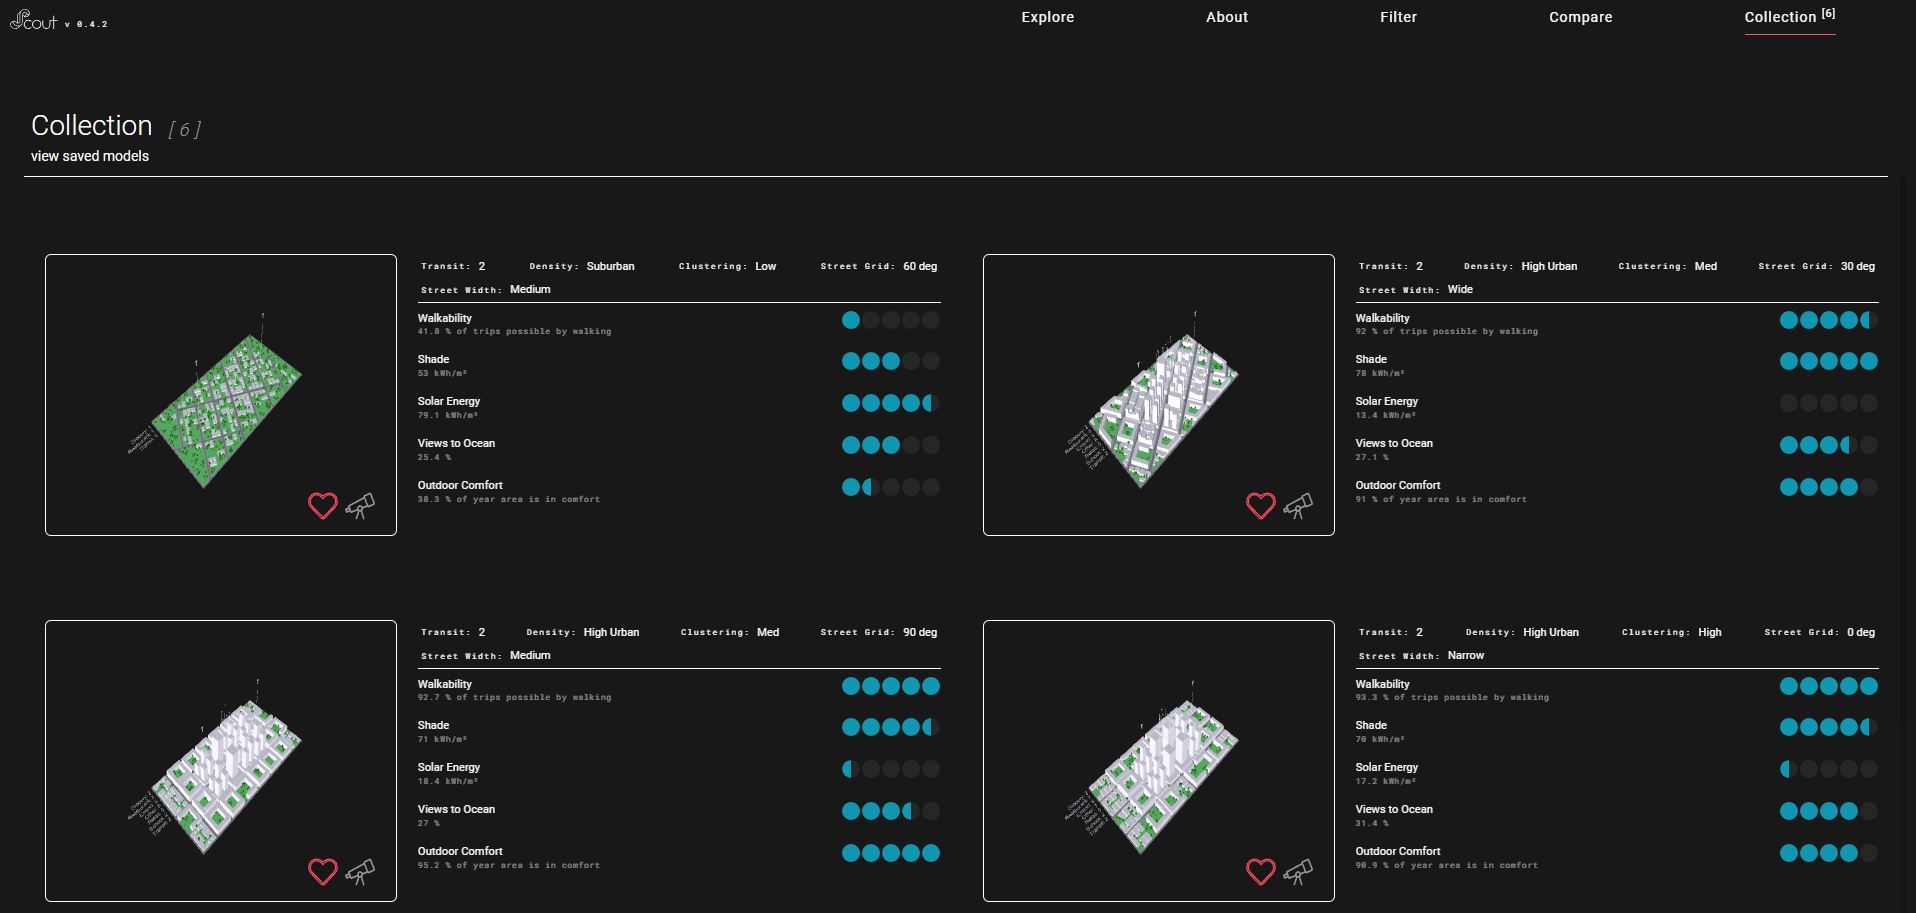 Scout v 0.4.2
Explore
About
Filter
Compare
Collection [6]
Collection [6]
view saved models
Transit: 2 Density: Suburban Clustering: Low Street Grid: 60 deg
Street Width: Medium
Walkability
41.8 % of trips possible by walking
Shade
53 kWh/m²
Solar Energy
79.1 kWh/m²
Views to Ocean
25.4 %
Outdoor Comfort
38.3 % of year area is in comfort
Transit: 2 Density: High Urban Clustering: Med Street Grid: 30 deg
Street Width: Wide
Walkability
92 % of trips possible by walking
Shade
78 kWh/m²
Solar Energy
13.4 kWh/m²
Views to Ocean
27.1 %
Outdoor Comfort
91 % of year area is in comfort
Transit: 2 Density: High Urban Clustering: Med Street Grid: 90 deg
Street Width: Medium
Walkability
92.7 % of trips possible by walking
Shade
71 kWh/m²
Solar Energy
18.4 kWh/m²
Views to Ocean
27 %
Outdoor Comfort
95.2 % of year area is in comfort
Transit: 2 Density: High Urban Clustering: High Street Grid: 0 deg
Street Width: Narrow
Walkability
93.3 % of trips possible by walking
Shade
70 kWh/m²
Solar Energy
17.2 kWh/m²
Views to Ocean
31.4 %
Outdoor Comfort
90.9 % of year area is in comfort